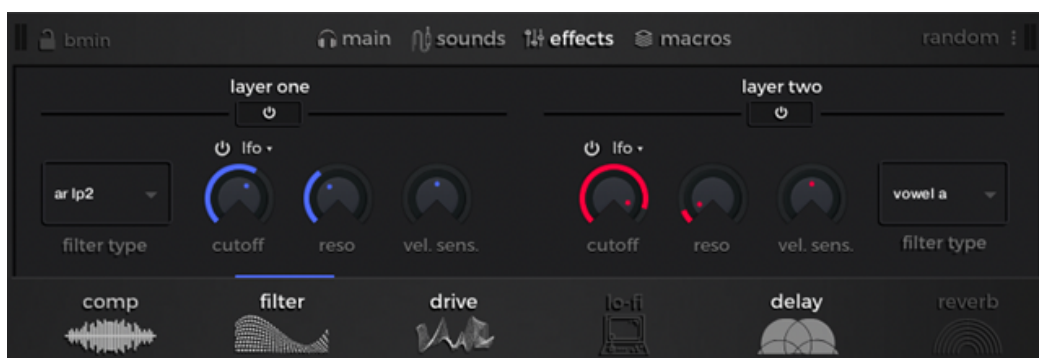 bmin main sounds effects macros random
layer one layer two
lfo lfo
ar lp2 vowel a
filter type cutoff reso vel. sens. cutoff reso vel. sens. filter type
comp filter drive lo-fi delay reverb